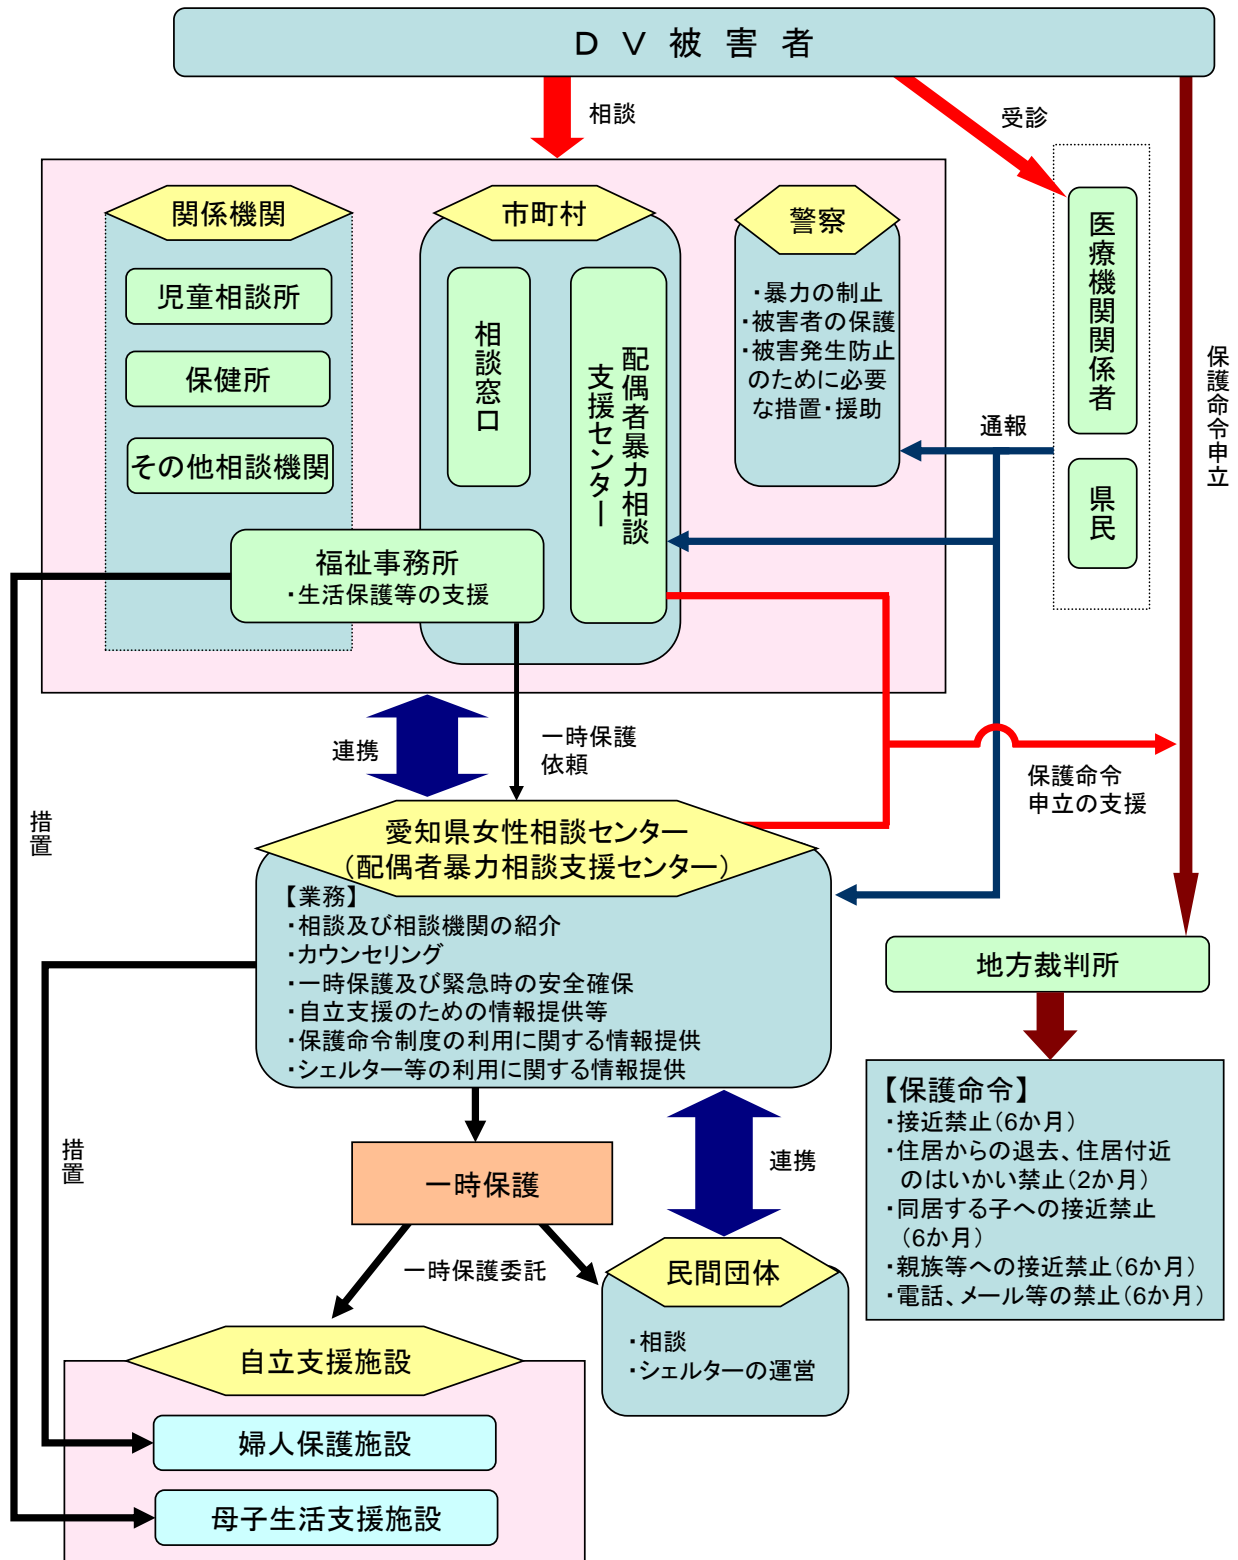 DV被害者
相談
受診
関係機関
児童相談所
保健所
その他相談機関
市町村
相談窓口
配偶者暴力相談
支援センター
福祉事務所
・生活保護等の支援
警察
・暴力の制止
・被害者の保護
・被害発生防止
のために必要
な措置・援助
医療機関関係者
県民
通報
保護命令申立
連携
一時保護
依頼
保護命令
申立の支援
措置
愛知県女性相談センター
(配偶者暴力相談支援センター)
【業務】
・相談及び相談機関の紹介
・カウンセリング
・一時保護及び緊急時の安全確保
・自立支援のための情報提供等
・保護命令制度の利用に関する情報提供
・シェルター等の利用に関する情報提供
地方裁判所
【保護命令】
・接近禁止(6か月)
・住居からの退去、住居付近
のはいかい禁止(2か月)
・同居する子への接近禁止
(6か月)
・親族等への接近禁止(6か月)
・電話、メール等の禁止(6か月)
措置
一時保護
連携
一時保護委託
民間団体
・相談
・シェルターの運営
自立支援施設
婦人保護施設
母子生活支援施設